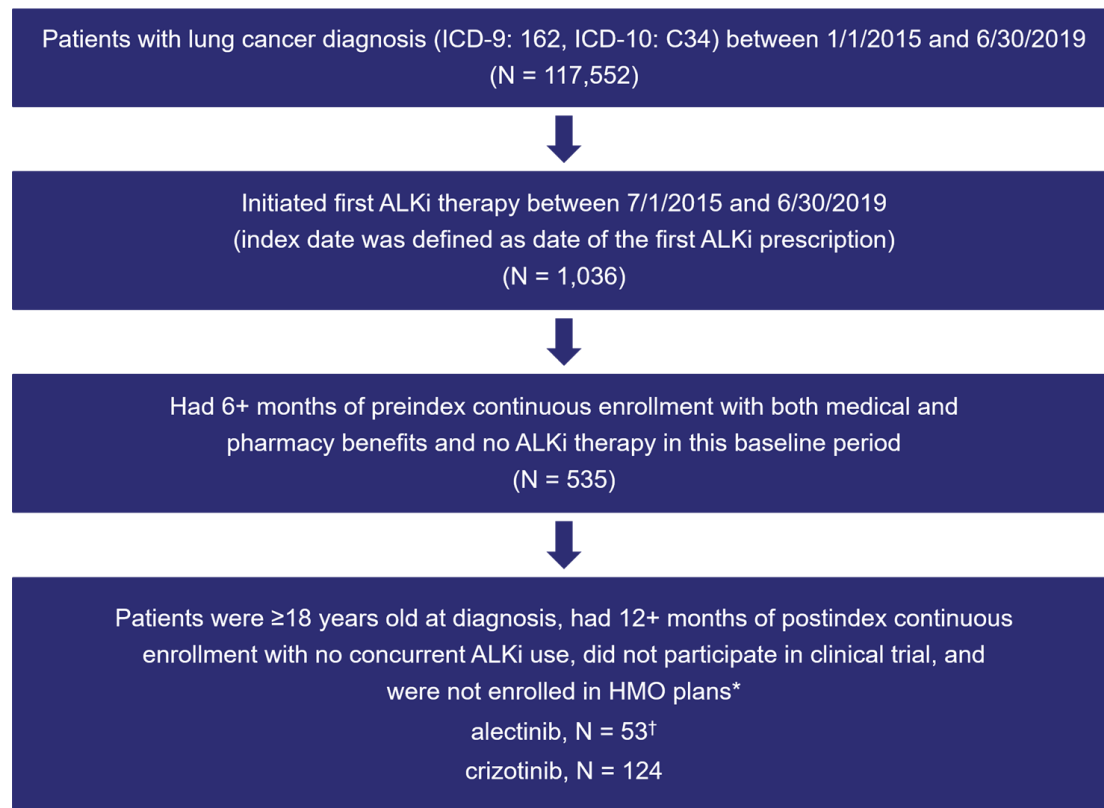 Patients with lung cancer diagnosis (ICD-9: 162, ICD-10: C34) between 1/1/2015 and 6/30/2019
(N = 117,552)
Initiated first ALKi therapy between 7/1/2015 and 6/30/2019
(index date was defined as date of the first ALKi prescription)
(N = 1,036)
Had 6+ months of preindex continuous enrollment with both medical and
pharmacy benefits and no ALKi therapy in this baseline period
(N = 535)
Patients were ≥18 years old at diagnosis, had 12+ months of postindex continuous
enrollment with no concurrent ALKi use, did not participate in clinical trial, and
were not enrolled in HMO plans*
alectinib, N = 53†
crizotinib, N = 124